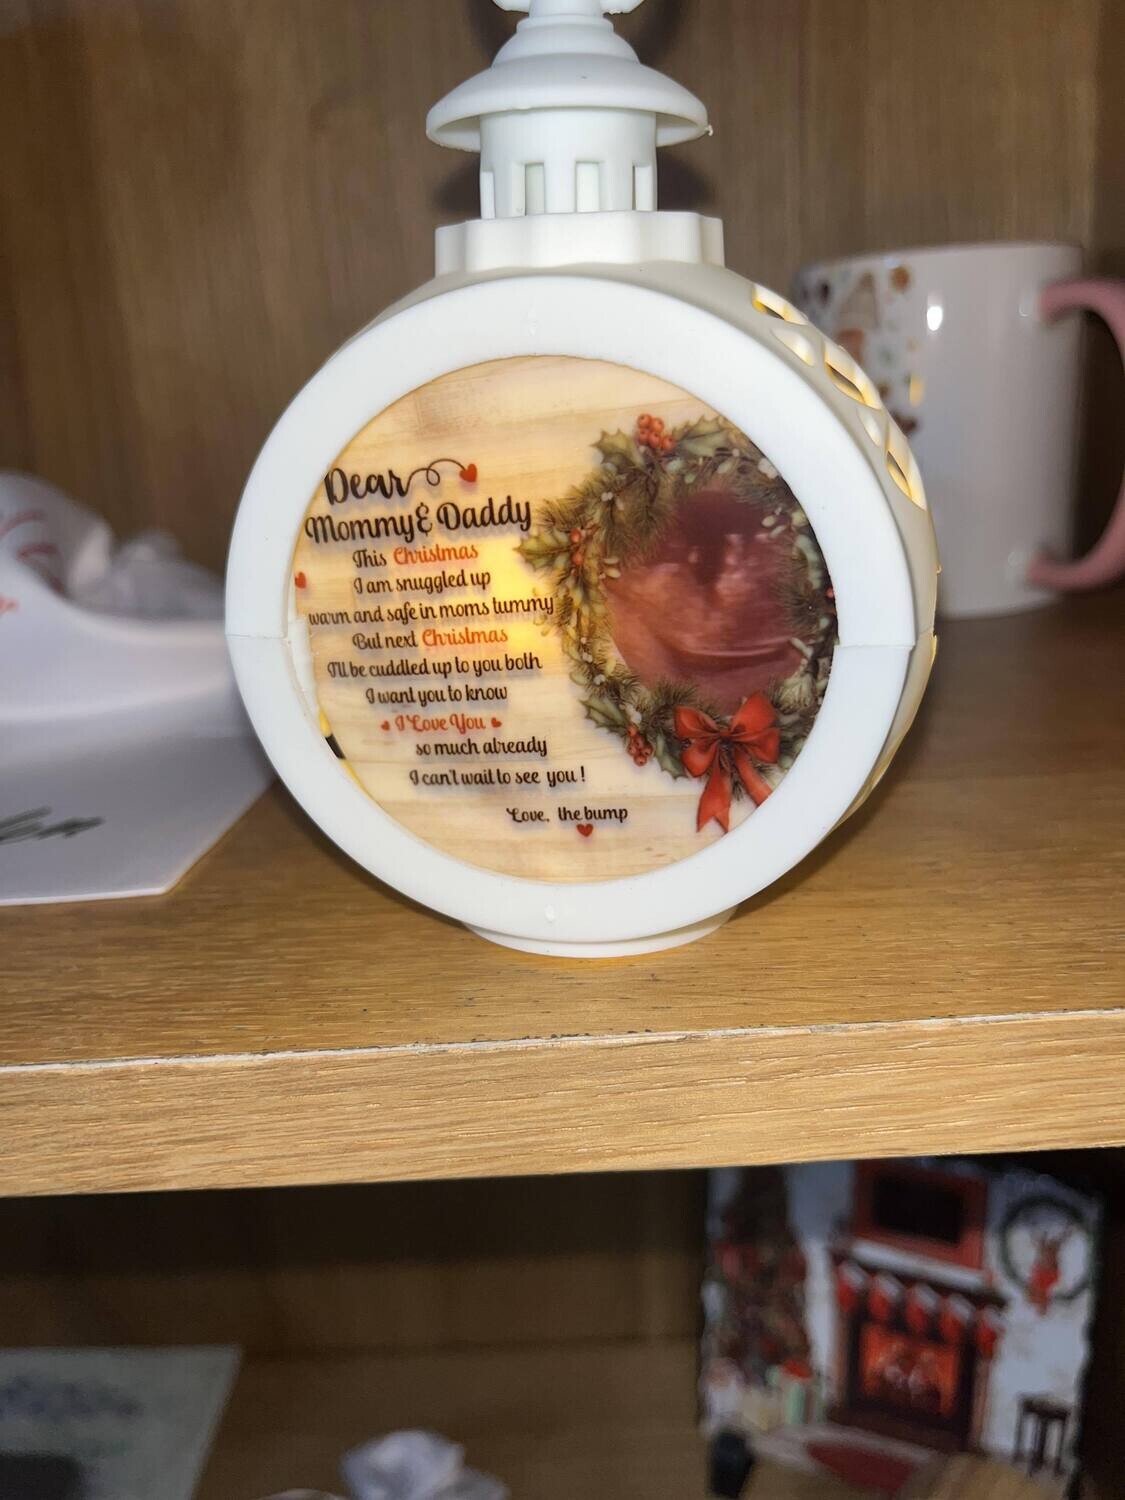 Dear
Mommy & Daddy
This Christmas
I am snuggled up
warm and safe in moms tummy
But next Christmas
I'll be cuddled up to you both
I want you to know
I Love You
so much already
I can't wait to see you!
Love, the bump